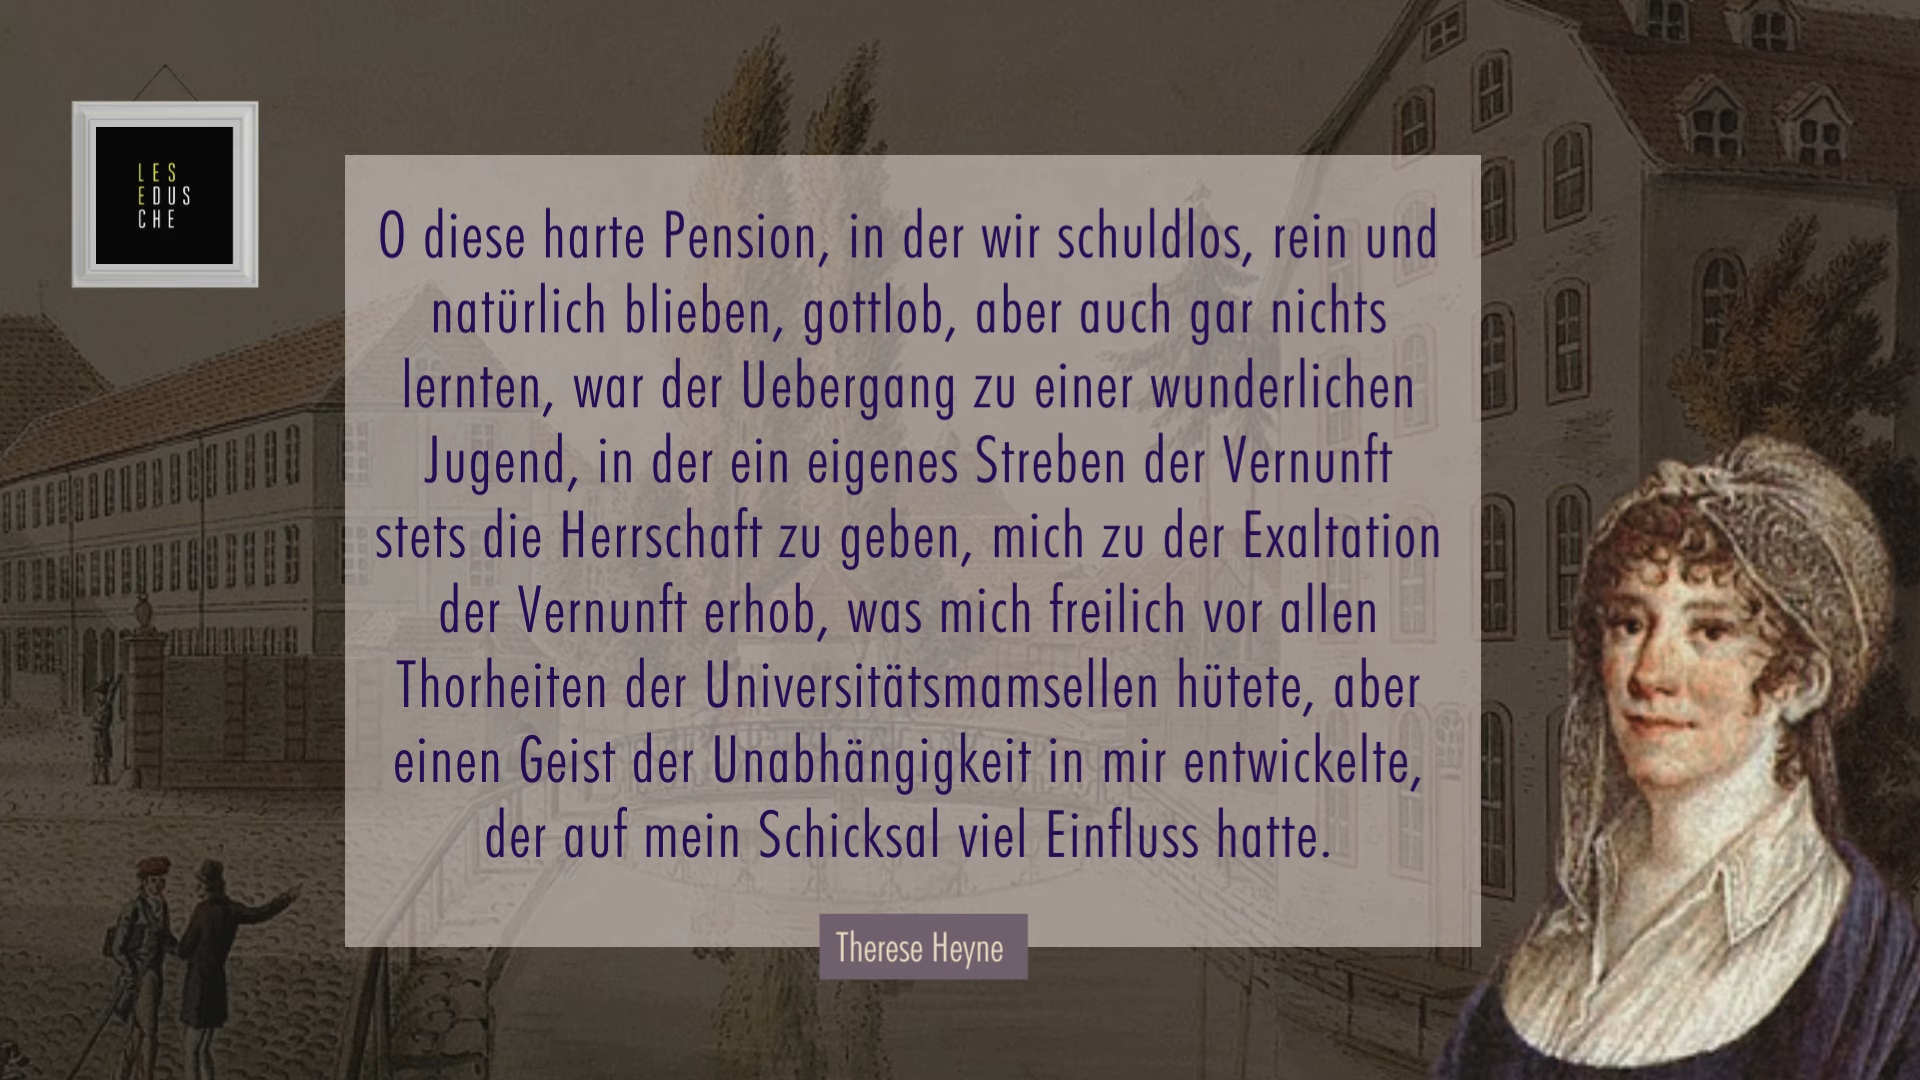 LES
EDUS
CHE
O diese harte Pension, in der wir schuldlos, rein und
natürlich blieben, gottlob, aber auch gar nichts
lernten, war der Uebergang zu einer wunderlichen
Jugend, in der ein eigenes Streben der Vernunft
stets die Herrschaft zu geben, mich zu der Exaltation
der Vernunft erhob, was mich freilich vor allen
Thorheiten der Universitätsmamsellen hütete, aber
einen Geist der Unabhängigkeit in mir entwickelte,
der auf mein Schicksal viel Einfluss hatte.
Therese Heyne